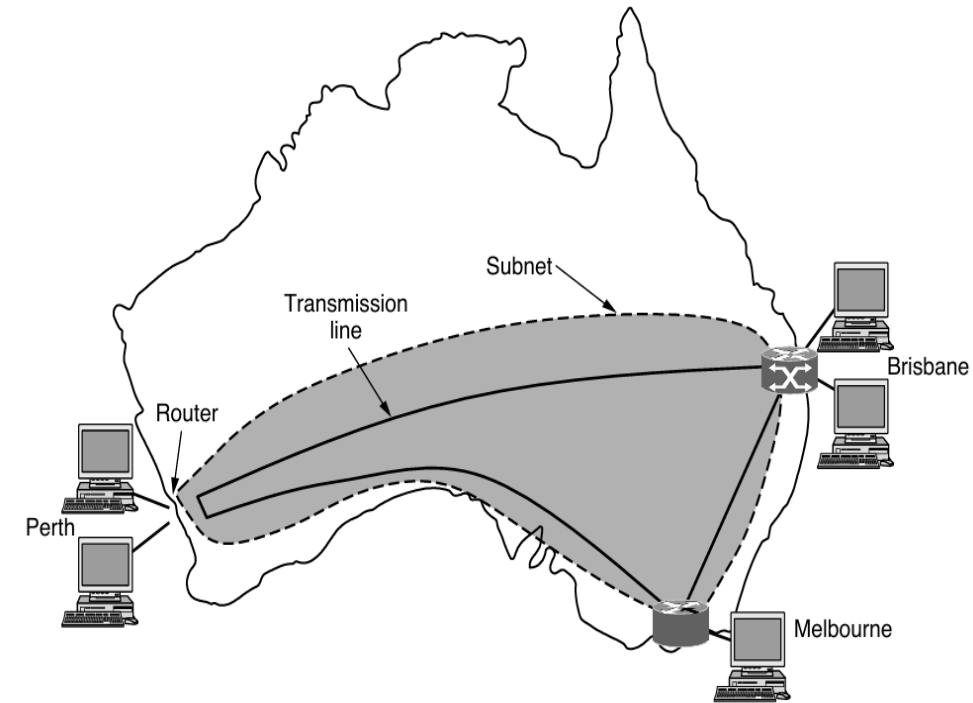 Subnet
Transmission
line
Brisbane
Router
Perth
Melbourne